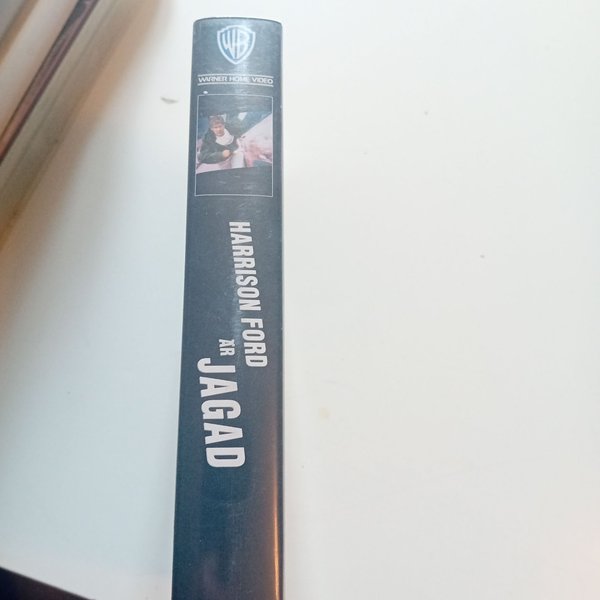 WB
WARNER HOME VIDEO
HARRISON FORD
ÄR
JAGAD